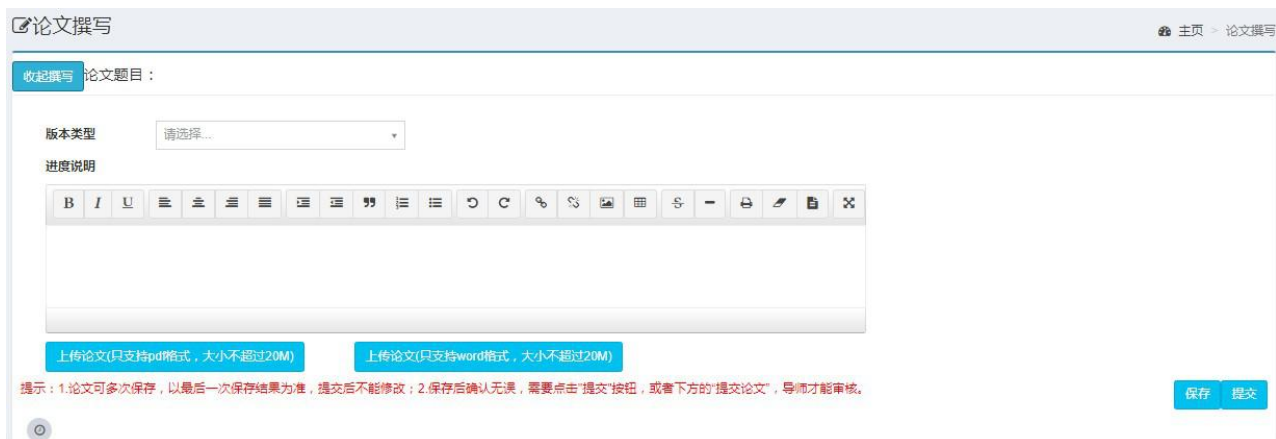 论文撰写
主页 > 论文撰写
收起撰写 论文题目：
版本类型 请选择...
进度说明
B I U
上传论文(只支持pdf格式，大小不超过20M) 上传论文(只支持word格式，大小不超过20M)
提示：1.论文可多次保存，以最后一次保存结果为准，提交后不能修改；2.保存后确认无误，需要点击"提交"按钮，或者下方的"提交论文"，导师才能审核。
保存 提交